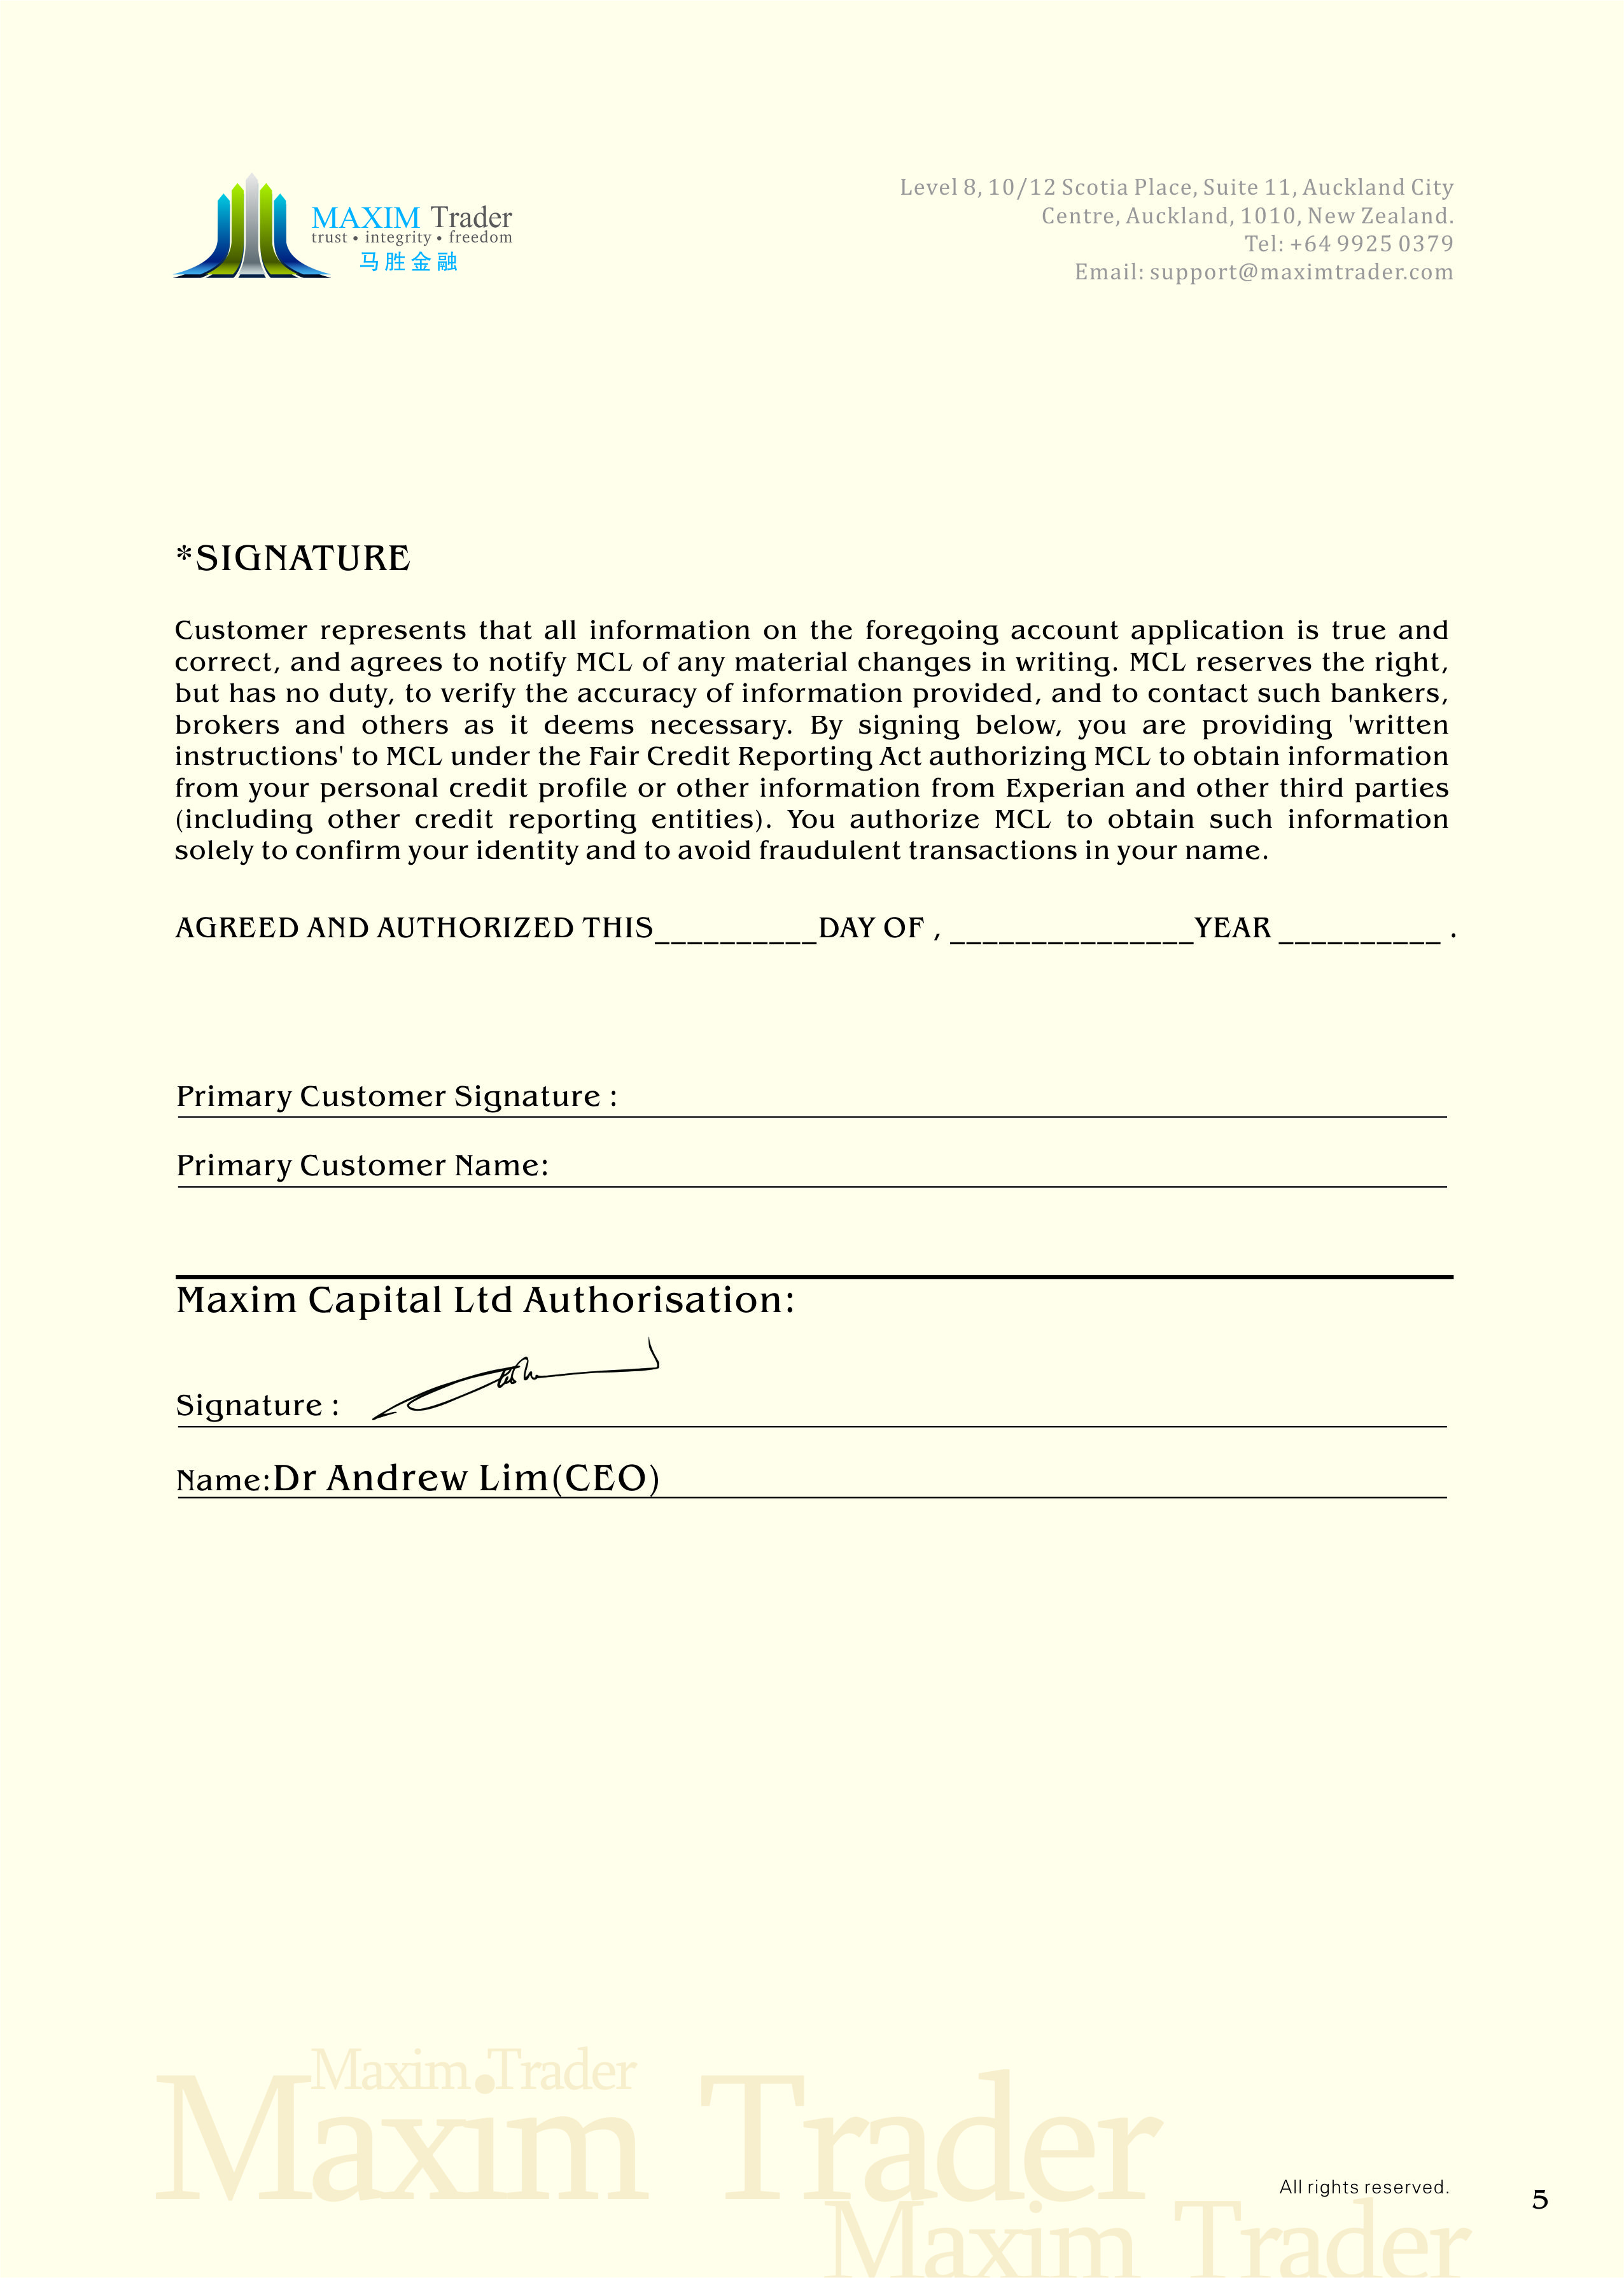 MAXIM Trader
trust • integrity • freedom
马胜金融
Level 8, 10/12 Scotia Place, Suite 11, Auckland City
Centre, Auckland, 1010, New Zealand.
Tel: +64 9925 0379
Email: support@maximtrader.com
*SIGNATURE
Customer represents that all information on the foregoing account application is true and
correct, and agrees to notify MCL of any material changes in writing. MCL reserves the right,
but has no duty, to verify the accuracy of information provided, and to contact such bankers,
brokers and others as it deems necessary. By signing below, you are providing 'written
instructions' to MCL under the Fair Credit Reporting Act authorizing MCL to obtain information
from your personal credit profile or other information from Experian and other third parties
(including other credit reporting entities). You authorize MCL to obtain such information
solely to confirm your identity and to avoid fraudulent transactions in your name.
AGREED AND AUTHORIZED THIS__________DAY OF , _______________YEAR __________ .
Primary Customer Signature :
Primary Customer Name:
Maxim Capital Ltd Authorisation:
Signature :
Name:Dr Andrew Lim(CEO)
Maxim Trader
Maxim Trader
All rights reserved.
5
Maxim Trader